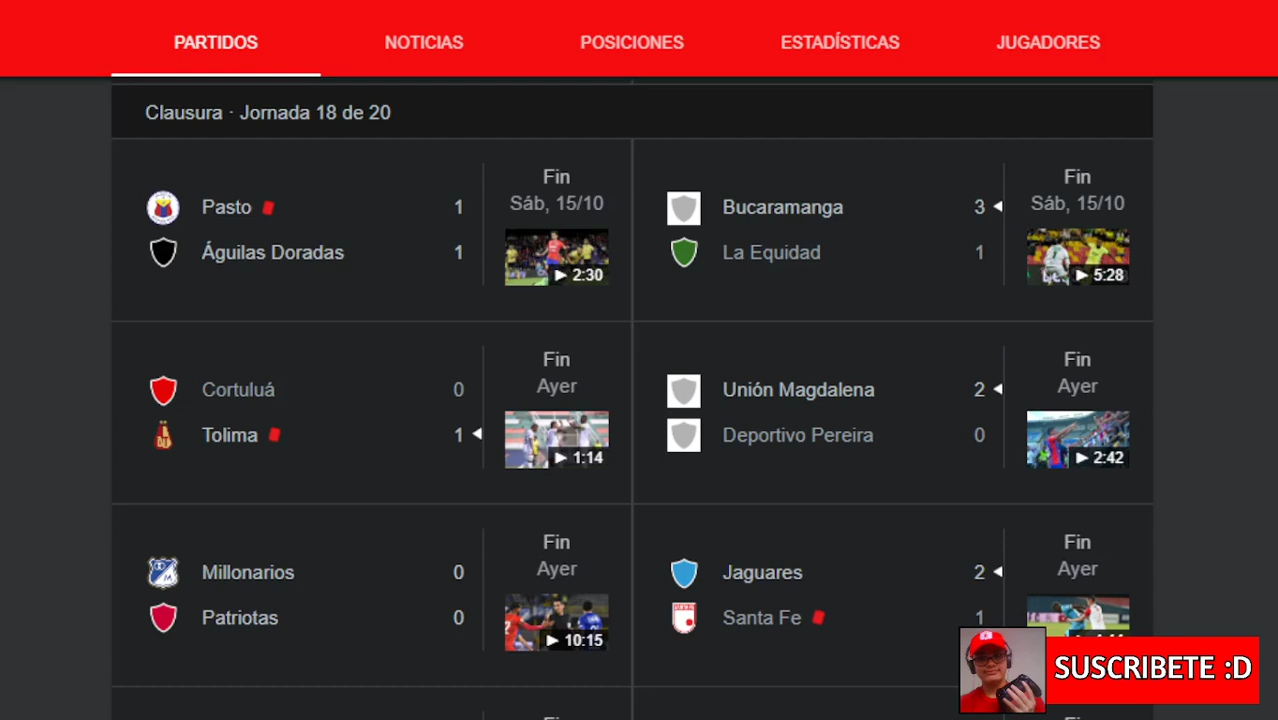 PARTIDOS NOTICIAS POSICIONES ESTADÍSTICAS JUGADORES
Clausura · Jornada 18 de 20
Fin
Sáb, 15/10
Pasto 1
Águilas Doradas 1
2:30
Fin
Sáb, 15/10
Bucaramanga 3
La Equidad 1
5:28
Fin
Ayer
Cortuluá 0
Tolima 1
1:14
Fin
Ayer
Unión Magdalena 2
Deportivo Pereira 0
2:42
Fin
Ayer
Millonarios 0
Patriotas 0
10:15
Fin
Ayer
Jaguares 2
Santa Fe 1
SUSCRIBETE :D